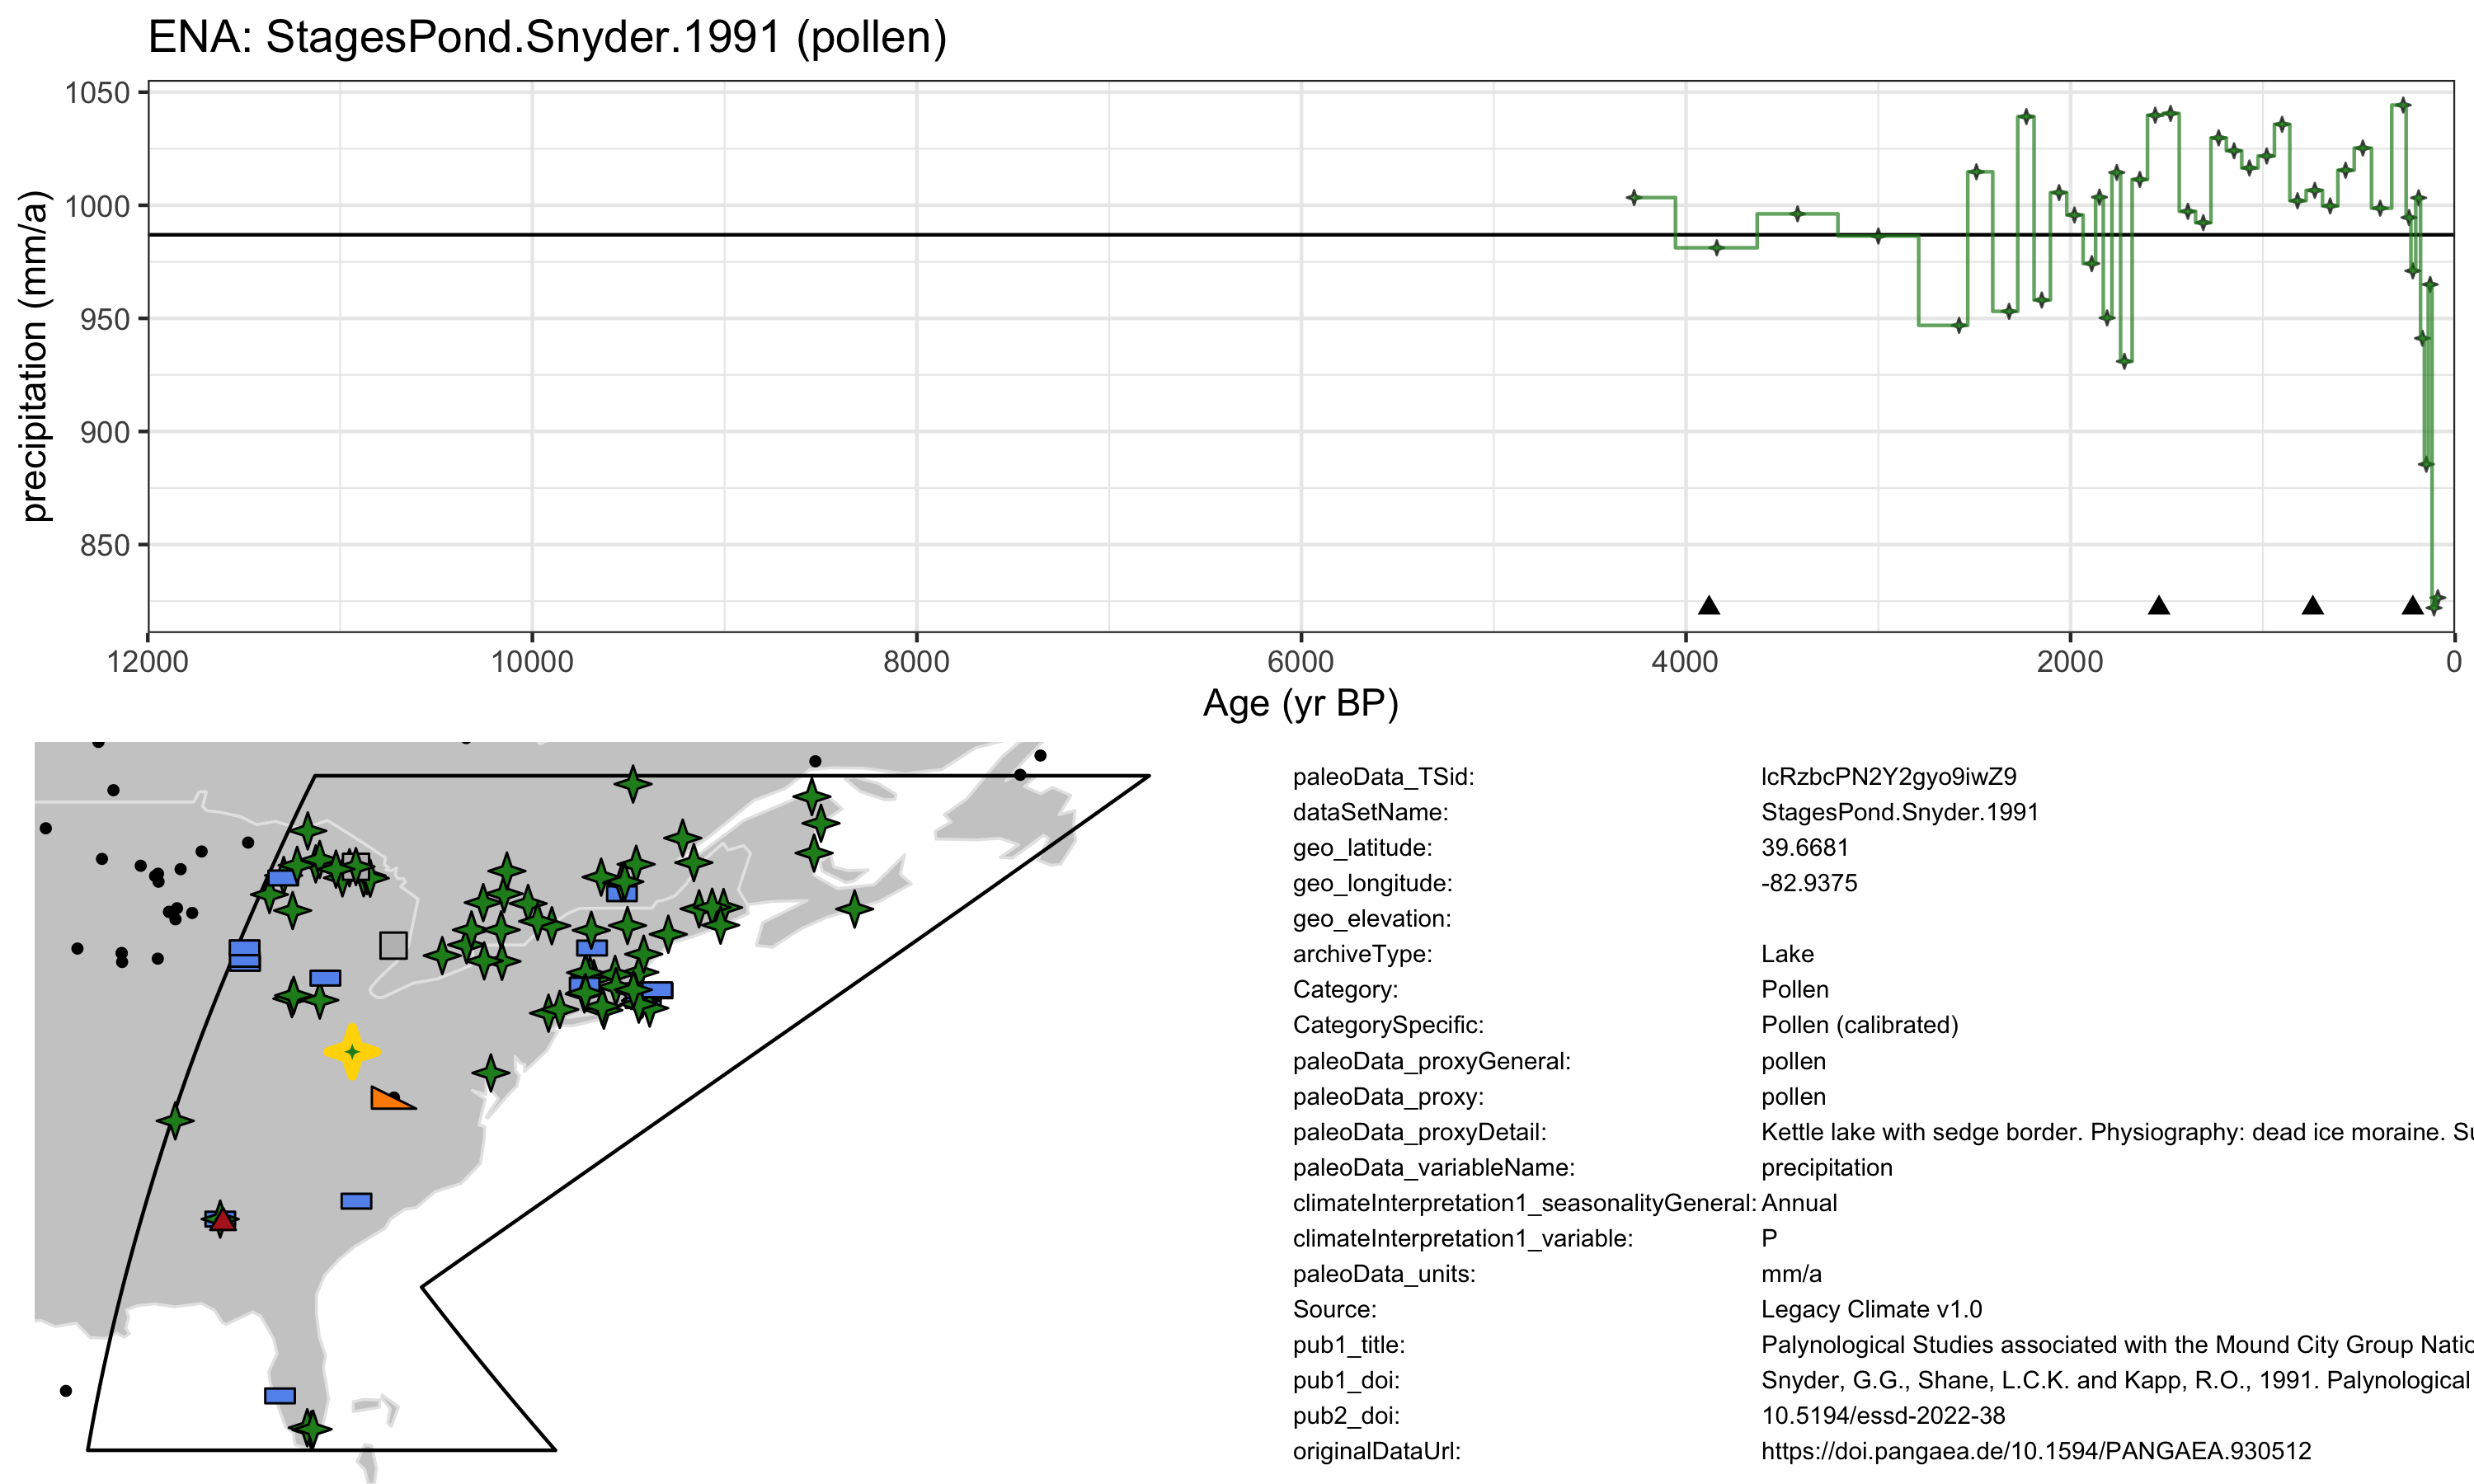 ENA: StagesPond.Snyder.1991 (pollen)
precipitation (mm/a)
1050
1000
950
900
850
12000 10000 8000 6000 4000 2000 0
Age (yr BP)
paleoData_TSid: lcRzbcPN2Y2gyo9iwZ9
dataSetName: StagesPond.Snyder.1991
geo_latitude: 39.6681
geo_longitude: -82.9375
geo_elevation:
archiveType: Lake
Category: Pollen
CategorySpecific: Pollen (calibrated)
paleoData_proxyGeneral: pollen
paleoData_proxy: pollen
paleoData_proxyDetail: Kettle lake with sedge border. Physiography: dead ice moraine. Su
paleoData_variableName: precipitation
climateInterpretation1_seasonalityGeneral: Annual
climateInterpretation1_variable: P
paleoData_units: mm/a
Source: Legacy Climate v1.0
pub1_title: Palynological Studies associated with the Mound City Group Natio
pub1_doi: Snyder, G.G., Shane, L.C.K. and Kapp, R.O., 1991. Palynological
pub2_doi: 10.5194/essd-2022-38
originalDataUrl: https://doi.pangaea.de/10.1594/PANGAEA.930512